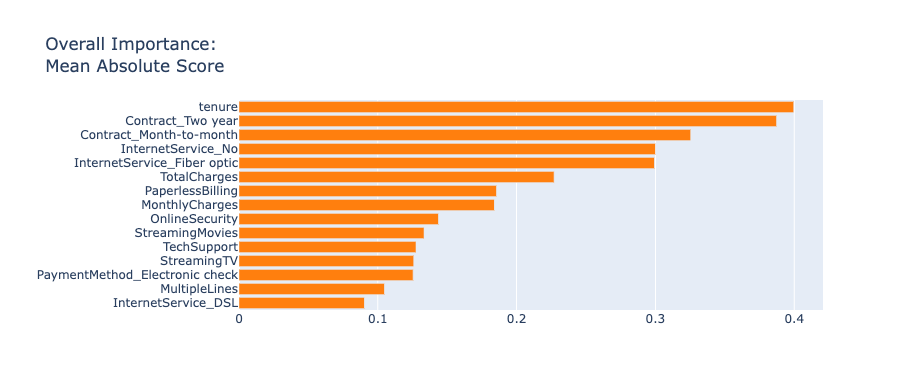 Overall Importance:
Mean Absolute Score
tenure
Contract_Two year
Contract_Month-to-month
InternetService_No
InternetService_Fiber optic
TotalCharges
PaperlessBilling
MonthlyCharges
OnlineSecurity
StreamingMovies
TechSupport
StreamingTV
PaymentMethod_Electronic check
MultipleLines
InternetService_DSL
0 0.1 0.2 0.3 0.4